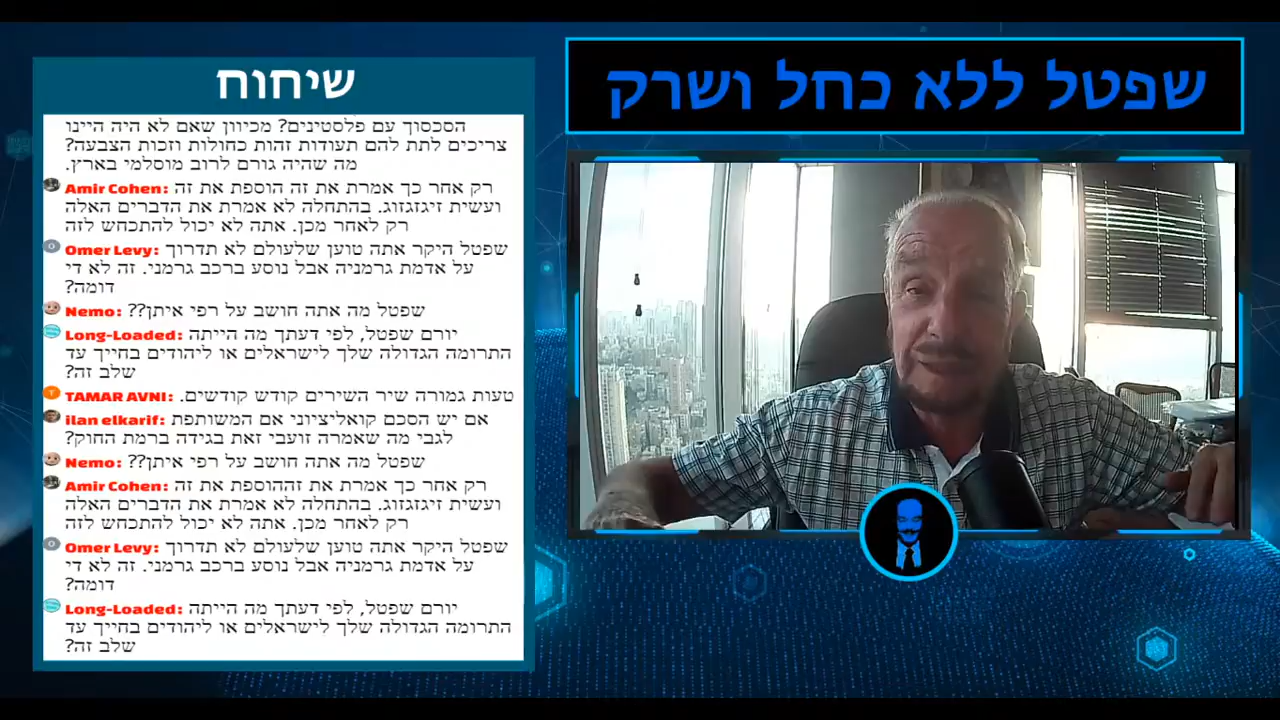 שפטל ללא כחל ושרק
שיחוח
הסכסוך עם פלסטינים? מכיוון שאם לא היה היינו
צריכים לתת להם תעודות זהות כחולות וזכות הצבעה?
מה שהיה גורם לרוב מוסלמי בארץ.
Amir Cohen: רק אחר כך אמרת את זה הוספת את זה
ועשית זיגזגזוג. בהתחלה לא אמרת את הדברים האלה
רק לאחר מכן. אתה לא יכול להתכחש לזה
Omer Levy: שפטל היקר אתה טוען שלעולם לא תדרוך
על אדמת גרמניה אבל נוסע ברכב גרמני. זה לא די
דומה?
Nemo: שפטל מה אתה חושב על רפי איתן??
Long-Loaded: יורם שפטל, לפי דעתך מה הייתה
התרומה הגדולה שלך לישראלים או ליהודים בחייך עד
שלב זה?
TAMAR AVNI: טעות גמורה שיר השירים קודש קודשים.
ilan elkarif: אם יש הסכם קואליציוני אם המשותפת
לגבי מה שאמרה זועבי זאת בגידה ברמת החוק?
Nemo: שפטל מה אתה חושב על רפי איתן??
Amir Cohen: רק אחר כך אמרת את זההוספת את זה
ועשית זיגזגזוג. בהתחלה לא אמרת את הדברים האלה
רק לאחר מכן. אתה לא יכול להתכחש לזה
Omer Levy: שפטל היקר אתה טוען שלעולם לא תדרוך
על אדמת גרמניה אבל נוסע ברכב גרמני. זה לא די
דומה?
Long-Loaded: יורם שפטל, לפי דעתך מה הייתה
התרומה הגדולה שלך לישראלים או ליהודים בחייך עד
שלב זה?